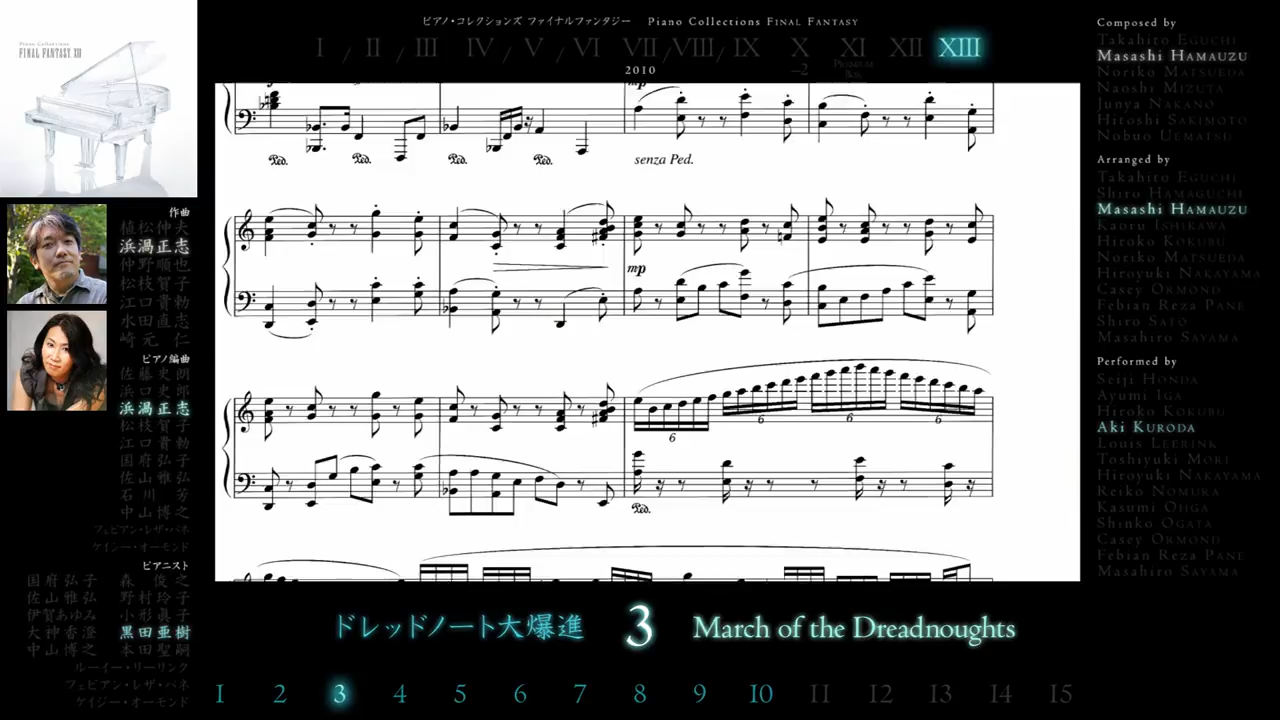 ピアノ・コレクションズ ファイナルファンタジー Piano Collections FINAL FANTASY
I / II / III / IV / V / VI / VII / VIII / IX / X -2 XI PREMIUM BOX XII XIII
2010
Piano Collections
FINAL FANTASY XIII
作曲
植松伸夫
浜渦正志
仲野順也
松枝賀子
江口貴勅
水田直志
崎元 仁
ピアノ編曲
佐藤史朗
浜口史郎
浜渦正志
松枝賀子
江口貴勅
国府弘子
佐山雅弘
石川 芳
中山博之
フェビアン・レザ・パネ
ケイジー・オーモンド
ピアニスト
国府弘子 森 俊之
佐山雅弘 野村玲子
伊賀あゆみ 小形眞子
大神香澄 黒田亜樹
中山博之 本田聖嗣
ルーイー・リーリンク
フェビアン・レザ・パネ
ケイジー・オーモンド
mp
Ped. Ped. Ped. Ped. senza Ped.
mp
6 6 6 6
Ped.
ドレッドノート大爆進 3 March of the Dreadnoughts
1 2 3 4 5 6 7 8 9 10 11 12 13 14 15
Composed by
Takahito EGUCHI
Masashi HAMAUZU
Noriko MATSUEDA
Naoshi MIZUTA
Junya NAKANO
Hitoshi SAKIMOTO
Nobuo UEMATSU
Arranged by
Takahito EGUCHI
Shiro HAMAGUCHI
Masashi HAMAUZU
Kaoru ISHIKAWA
Hiroko KOKUBU
Noriko MATSUEDA
Hiroyuki NAKAYAMA
Casey ORMOND
Febian Reza PANE
Shiro SATO
Masahiro SAYAMA
Performed by
Seiji HONDA
Ayumi IGA
Hiroko KOKUBU
Aki KURODA
Louis LEERINK
Toshiyuki MORI
Hiroyuki NAKAYAMA
Reiko NOMURA
Kasumi OHGA
Shinko OGATA
Casey ORMOND
Febian Reza PANE
Masahiro SAYAMA